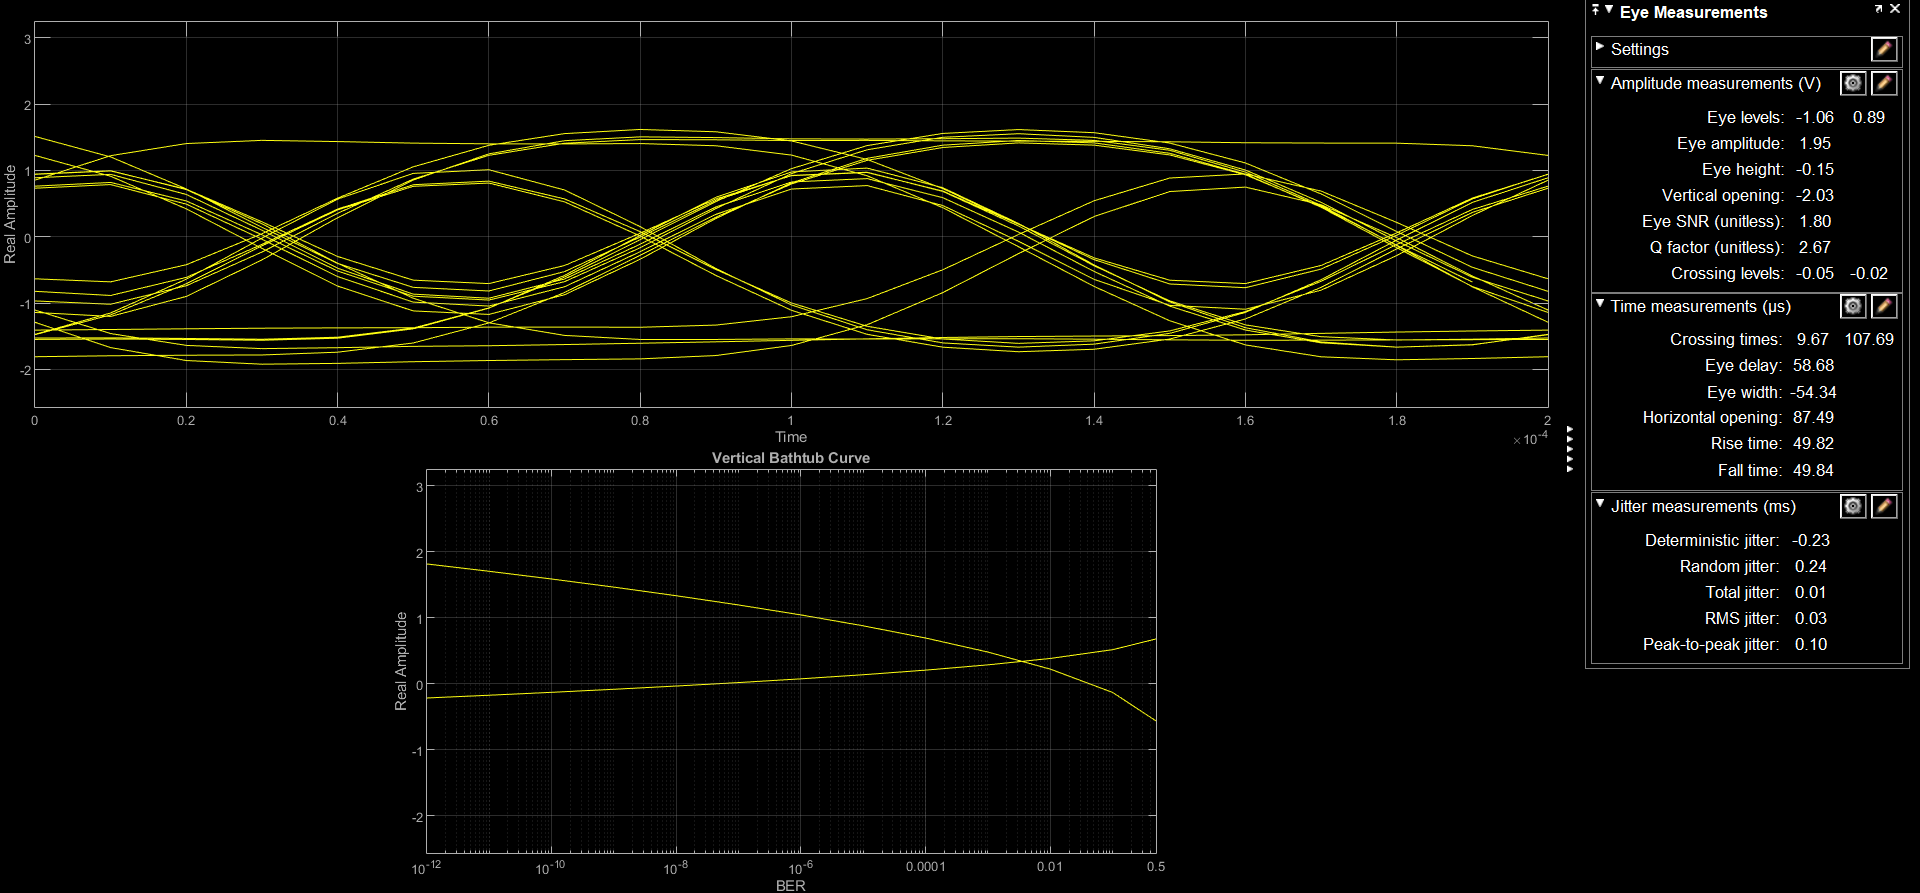 3
2
1
0
-1
-2
Real Amplitude
0
0.2
0.4
0.6
0.8
1
1.2
1.4
1.6
1.8
2
Time
×10-4
Vertical Bathtub Curve
3
2
1
0
-1
-2
Real Amplitude
10-12
10-10
10-8
10-6
0.0001
0.01
0.5
BER
Eye Measurements
Settings
Amplitude measurements (V)
Eye levels: -1.06 0.89
Eye amplitude: 1.95
Eye height: -0.15
Vertical opening: -2.03
Eye SNR (unitless): 1.80
Q factor (unitless): 2.67
Crossing levels: -0.05 -0.02
Time measurements (µs)
Crossing times: 9.67 107.69
Eye delay: 58.68
Eye width: -54.34
Horizontal opening: 87.49
Rise time: 49.82
Fall time: 49.84
Jitter measurements (ms)
Deterministic jitter: -0.23
Random jitter: 0.24
Total jitter: 0.01
RMS jitter: 0.03
Peak-to-peak jitter: 0.10